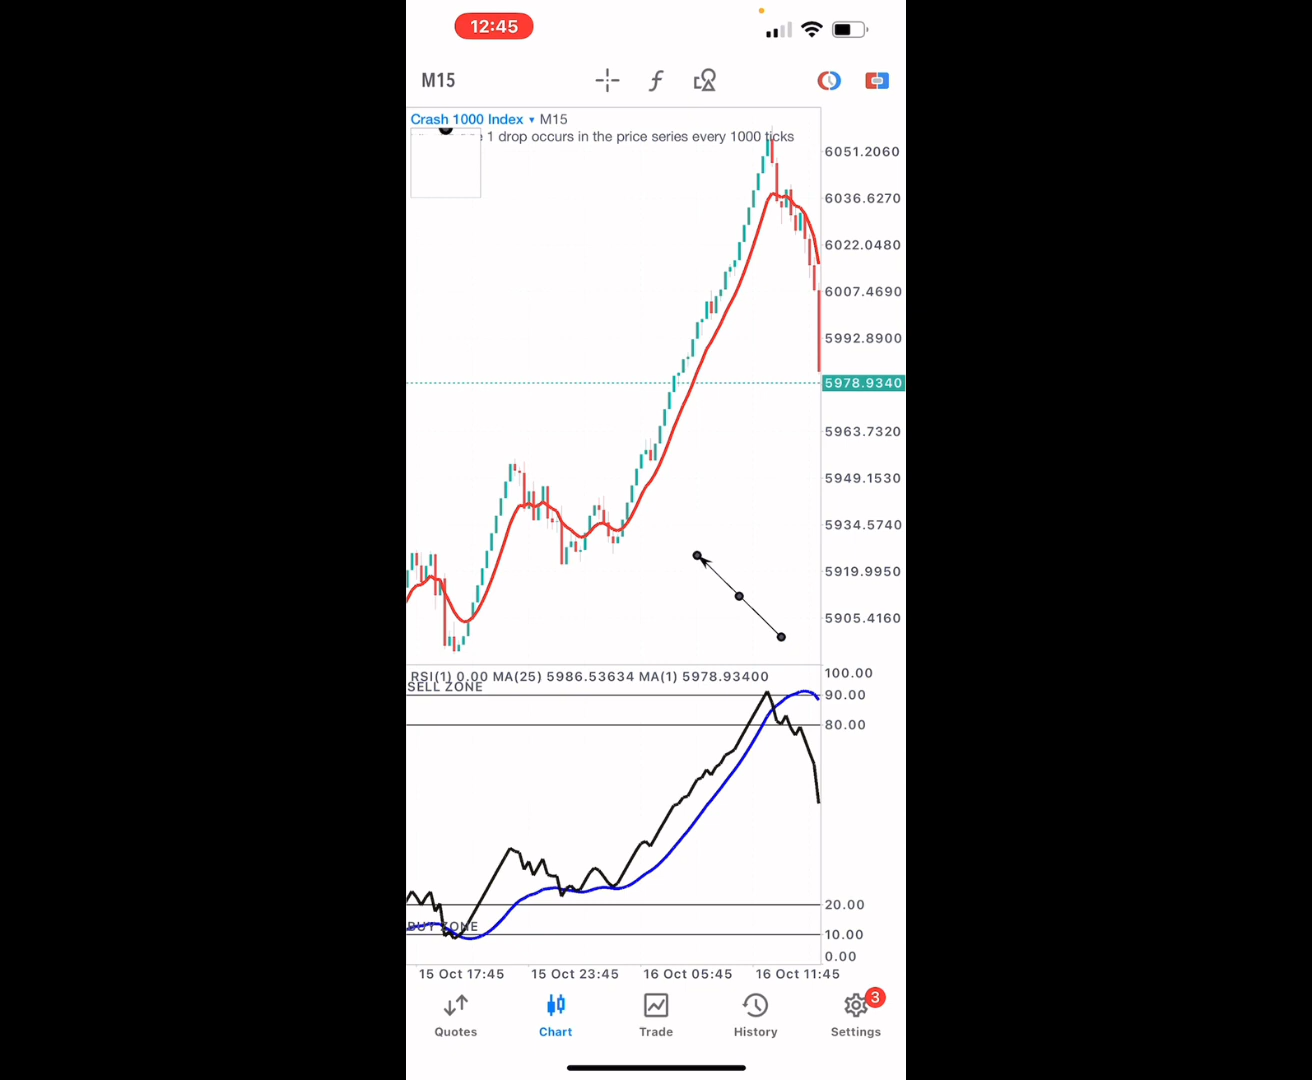 12:45
M15
Crash 1000 Index ▾ M15
1 drop occurs in the price series every 1000 ticks
6051.2060
6036.6270
6022.0480
6007.4690
5992.8900
5978.9340
5963.7320
5949.1530
5934.5740
5919.9950
5905.4160
RSI(1) 0.00 MA(25) 5986.53634 MA(1) 5978.93400
100.00
SELL ZONE
90.00
80.00
20.00
BUY ZONE
10.00
0.00
15 Oct 17:45 15 Oct 23:45 16 Oct 05:45 16 Oct 11:45
3
Quotes Chart Trade History Settings